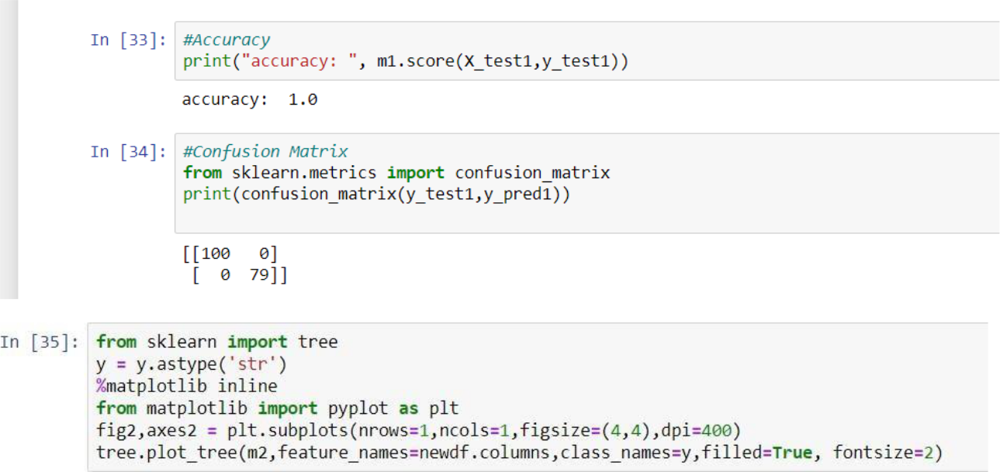 In [33]: #Accuracy
print("accuracy: ", m1.score(X_test1,y_test1))
accuracy:  1.0
In [34]: #Confusion Matrix
from sklearn.metrics import confusion_matrix
print(confusion_matrix(y_test1,y_pred1))
[[100   0]
 [  0  79]]
In [35]: from sklearn import tree
y = y.astype('str')
%matplotlib inline
from matplotlib import pyplot as plt
fig2,axes2 = plt.subplots(nrows=1,ncols=1,figsize=(4,4),dpi=400)
tree.plot_tree(m2,feature_names=newdf.columns,class_names=y,filled=True, fontsize=2)